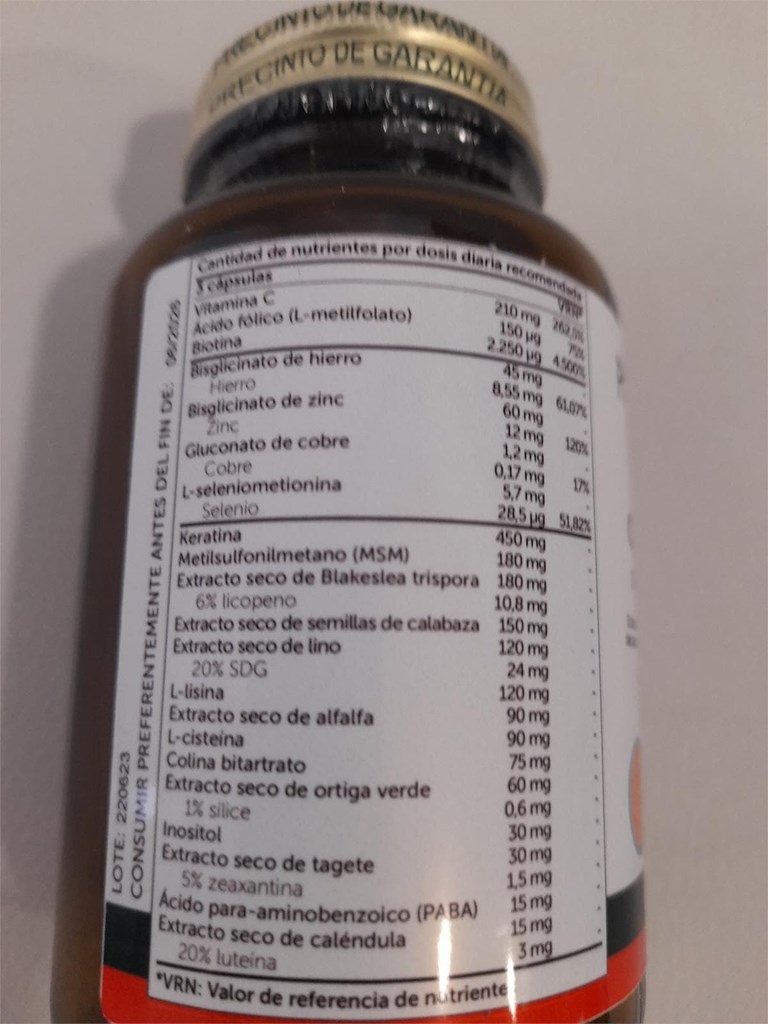 PRECINTO DE GARANTIA
PRECINTO DE GARANTIA
Cantidad de nutrientes por dosis diaria recomendada
3 cápsulas VRN*
Vitamina C 210 mg 262,5%
Ácido fólico (L-metilfolato) 150 µg 75%
Biotina 2.250 µg 4.500%
Bisglicinato de hierro 45 mg -
Hierro 8,55 mg 61,07%
Bisglicinato de zinc 60 mg -
Zinc 12 mg 120%
Gluconato de cobre 1,2 mg -
Cobre 0,17 mg 17%
L-seleniometionina 5,7 mg -
Selenio 28,5 µg 51,82%
Keratina 450 mg -
Metilsulfonilmetano (MSM) 180 mg -
Extracto seco de Blakeslea trispora 180 mg -
6% licopeno 10,8 mg -
Extracto seco de semillas de calabaza 150 mg -
Extracto seco de lino 120 mg -
20% SDG 24 mg -
L-lisina 120 mg -
Extracto seco de alfalfa 90 mg -
L-cisteína 90 mg -
Colina bitartrato 75 mg -
Extracto seco de ortiga verde 60 mg -
1% sílice 0,6 mg -
Inositol 30 mg -
Extracto seco de tagete 30 mg -
5% zeaxantina 1,5 mg -
Ácido para-aminobenzoico (PABA) 15 mg -
Extracto seco de caléndula 15 mg -
20% luteína 3 mg -
*VRN: Valor de referencia de nutriente
LOTE: 220623
CONSUMIR PREFERENTEMENTE ANTES DEL FIN DE: 06/2026